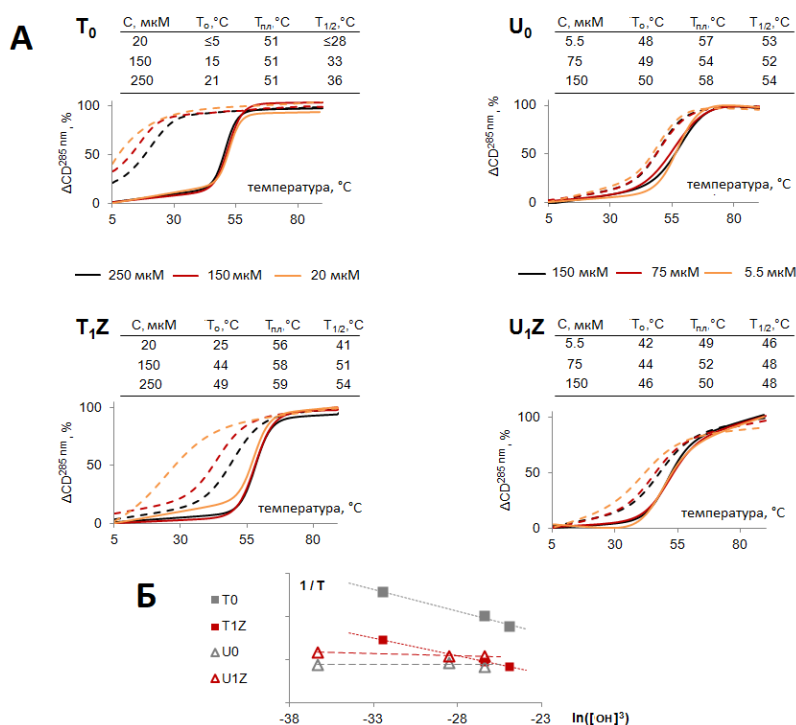 А
T0
C, мкМ To,°C Tпл,°C T1/2,°C
20 ≤5 51 ≤28
150 15 51 33
250 21 51 36
ΔCD285 nm, %
100
50
0
5 30 55 80
температура, °C
U0
C, мкМ To,°C Tпл,°C T1/2,°C
5.5 48 57 53
75 49 54 52
150 50 58 54
ΔCD285 nm, %
100
50
0
5 30 55 80
температура, °C
250 мкМ 150 мкМ 20 мкМ
150 мкМ 75 мкМ 5.5 мкМ
T1Z
C, мкМ To,°C Tпл,°C T1/2,°C
20 25 56 41
150 44 58 51
250 49 59 54
ΔCD285 nm, %
100
50
0
5 30 55 80
температура, °C
U1Z
C, мкМ To,°C Tпл,°C T1/2,°C
5.5 42 49 46
75 44 52 48
150 46 50 48
ΔCD285 nm, %
100
50
0
5 30 55 80
температура, °C
Б
1 / T
T0
T1Z
U0
U1Z
-38 -33 -28 -23
ln([ОН]3)